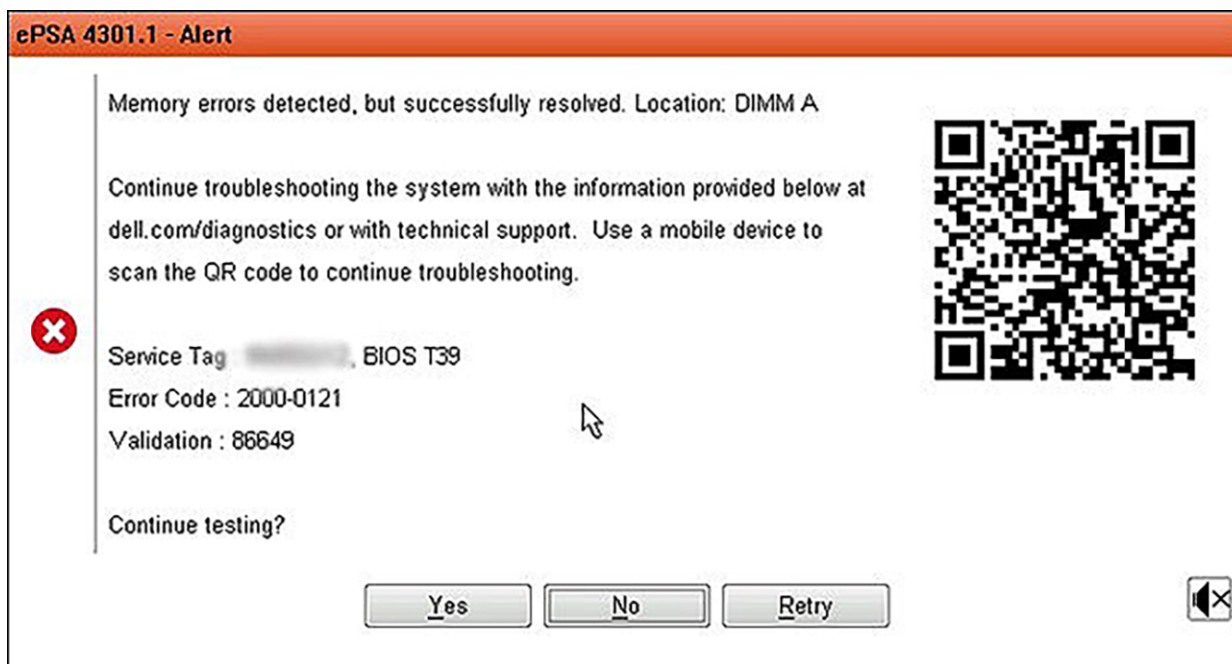 ePSA 4301.1 - Alert
Memory errors detected, but successfully resolved. Location: DIMM A
Continue troubleshooting the system with the information provided below at
dell.com/diagnostics or with technical support. Use a mobile device to
scan the QR code to continue troubleshooting.
Service Tag : , BIOS T39
Error Code : 2000-0121
Validation : 86649
Continue testing?
Yes
No
Retry